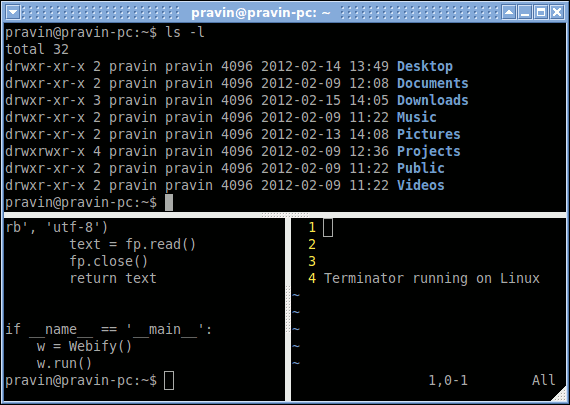 pravin@pravin-pc: ~
pravin@pravin-pc:~$ ls -l
total 32
drwxr-xr-x 2 pravin pravin 4096 2012-02-14 13:49 Desktop
drwxr-xr-x 2 pravin pravin 4096 2012-02-09 12:08 Documents
drwxr-xr-x 3 pravin pravin 4096 2012-02-15 14:05 Downloads
drwxr-xr-x 2 pravin pravin 4096 2012-02-09 11:22 Music
drwxr-xr-x 2 pravin pravin 4096 2012-02-13 14:08 Pictures
drwxrwxr-x 4 pravin pravin 4096 2012-02-09 12:36 Projects
drwxr-xr-x 2 pravin pravin 4096 2012-02-09 11:22 Public
drwxr-xr-x 2 pravin pravin 4096 2012-02-09 11:22 Videos
pravin@pravin-pc:~$
rb', 'utf-8')
        text = fp.read()
        fp.close()
        return text
if __name__ == '__main__':
    w = Webify()
    w.run()
pravin@pravin-pc:~$
1
2
3
4 Terminator running on Linux
~
~
~
~
~
1,0-1 All